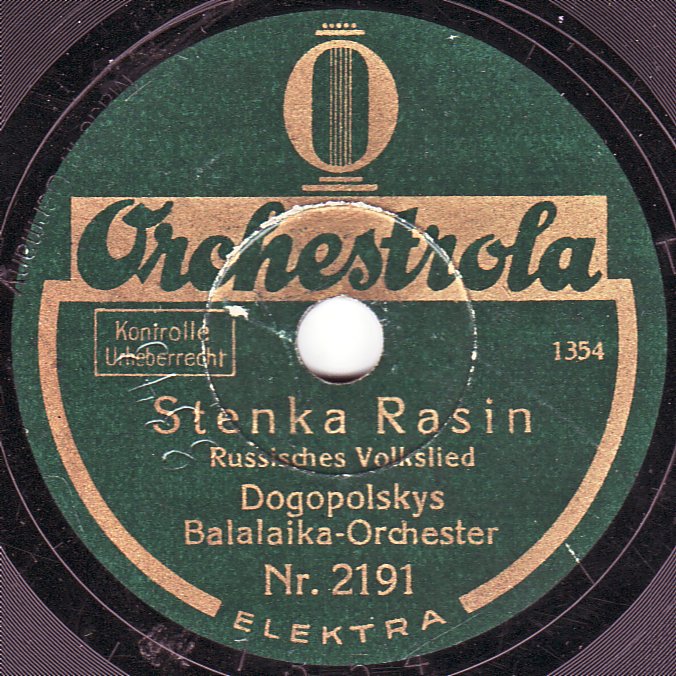 Orchestrola
Kontrolle
Urheberrecht
1354
Stenka Rasin
Russisches Volkslied
Dogopolskys
Balalaika-Orchester
Nr. 2191
ELEKTRA